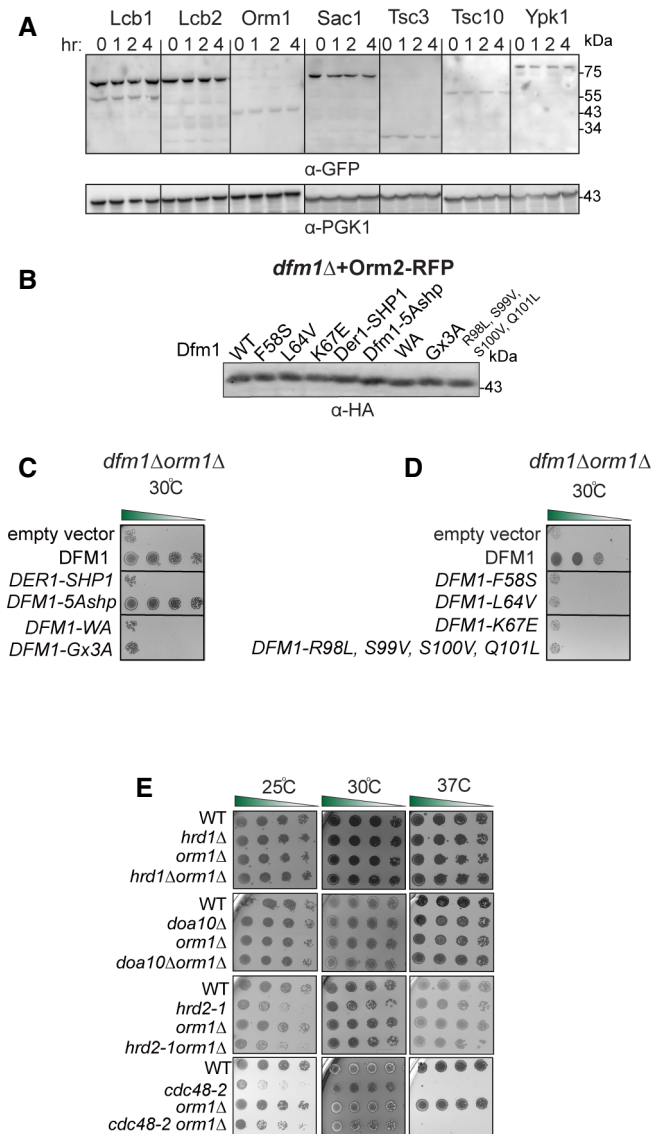 A
Lcb1 Lcb2 Orm1 Sac1 Tsc3 Tsc10 Ypk1
hr: 0 1 2 4 0 1 2 4 0 1 2 4 0 1 2 4 0 1 2 4 0 1 2 4 0 1 2 4 kDa
-75
-55
-43
-34
α-GFP
-43
α-PGK1
B
dfm1Δ+Orm2-RFP
Dfm1 WT F58S L64V K67E Der1-SHP1 Dfm1-5Ashp WA Gx3A R98L, S99V, S100V, Q101L
kDa
-43
α-HA
C
dfm1Δorm1Δ
30°C
empty vector
DFM1
DER1-SHP1
DFM1-5Ashp
DFM1-WA
DFM1-Gx3A
D
dfm1Δorm1Δ
30°C
empty vector
DFM1
DFM1-F58S
DFM1-L64V
DFM1-K67E
DFM1-R98L, S99V, S100V, Q101L
E
25°C 30°C 37C
WT
hrd1Δ
orm1Δ
hrd1Δorm1Δ
WT
doa10Δ
orm1Δ
doa10Δorm1Δ
WT
hrd2-1
orm1Δ
hrd2-1orm1Δ
WT
cdc48-2
orm1Δ
cdc48-2 orm1Δ